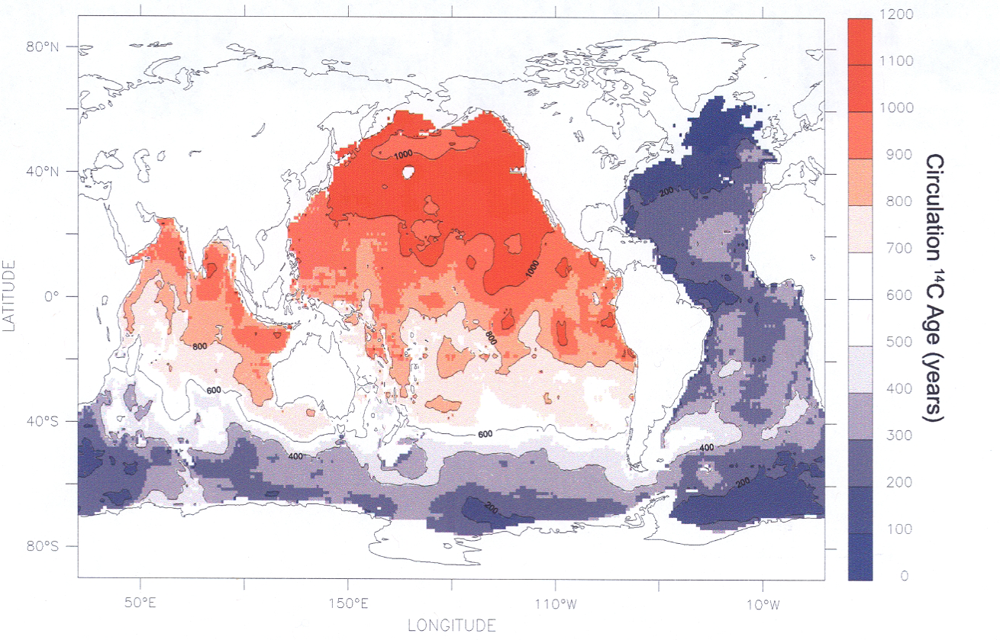 80°N
40°N
0°
40°S
80°S
LATITUDE
50°E
150°E
110°W
10°W
LONGITUDE
1000
1000
800
800
600
600
400
400
200
200
200
1200
1100
1000
900
800
700
600
500
400
300
200
100
0
Circulation ¹⁴C Age (years)